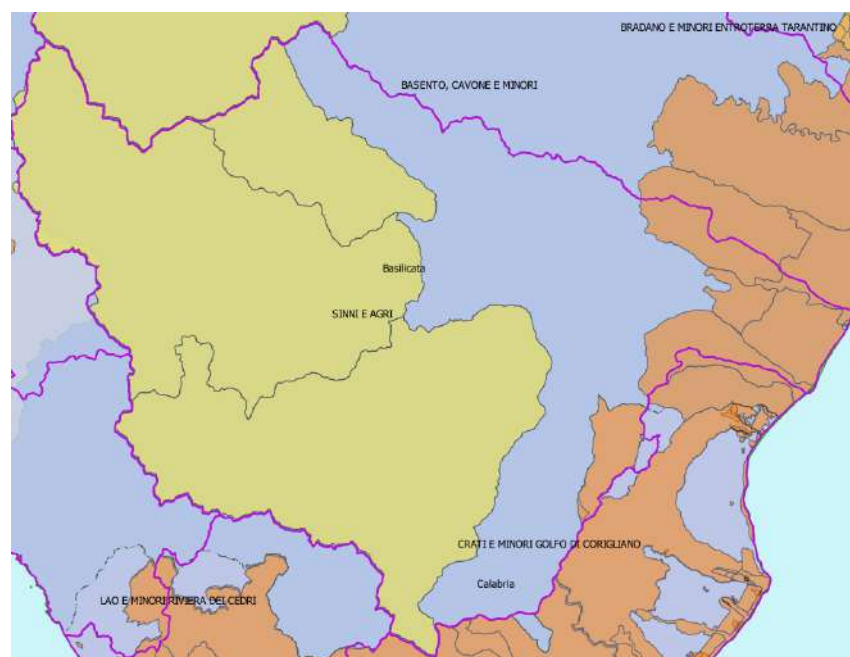 BRADANO E MINORI ENTROTERRA TARANTINO
BASENTO, CAVONE E MINORI
Basilicata
SINNI E AGRI
CRATI E MINORI GOLFO DI CORIGLIANO
Calabria
LAO E MINORI RIVIERA DEI CEDRI